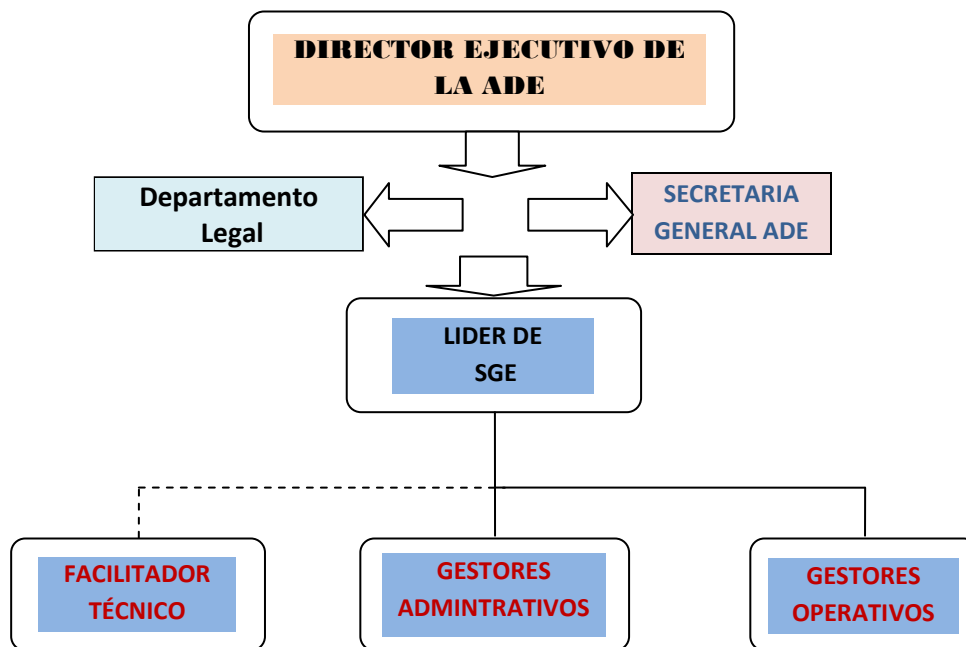 DIRECTOR EJECUTIVO DE
LA ADE
Departamento
Legal
SECRETARIA
GENERAL ADE
LIDER DE
SGE
FACILITADOR
TÉCNICO
GESTORES
ADMINTRATIVOS
GESTORES
OPERATIVOS